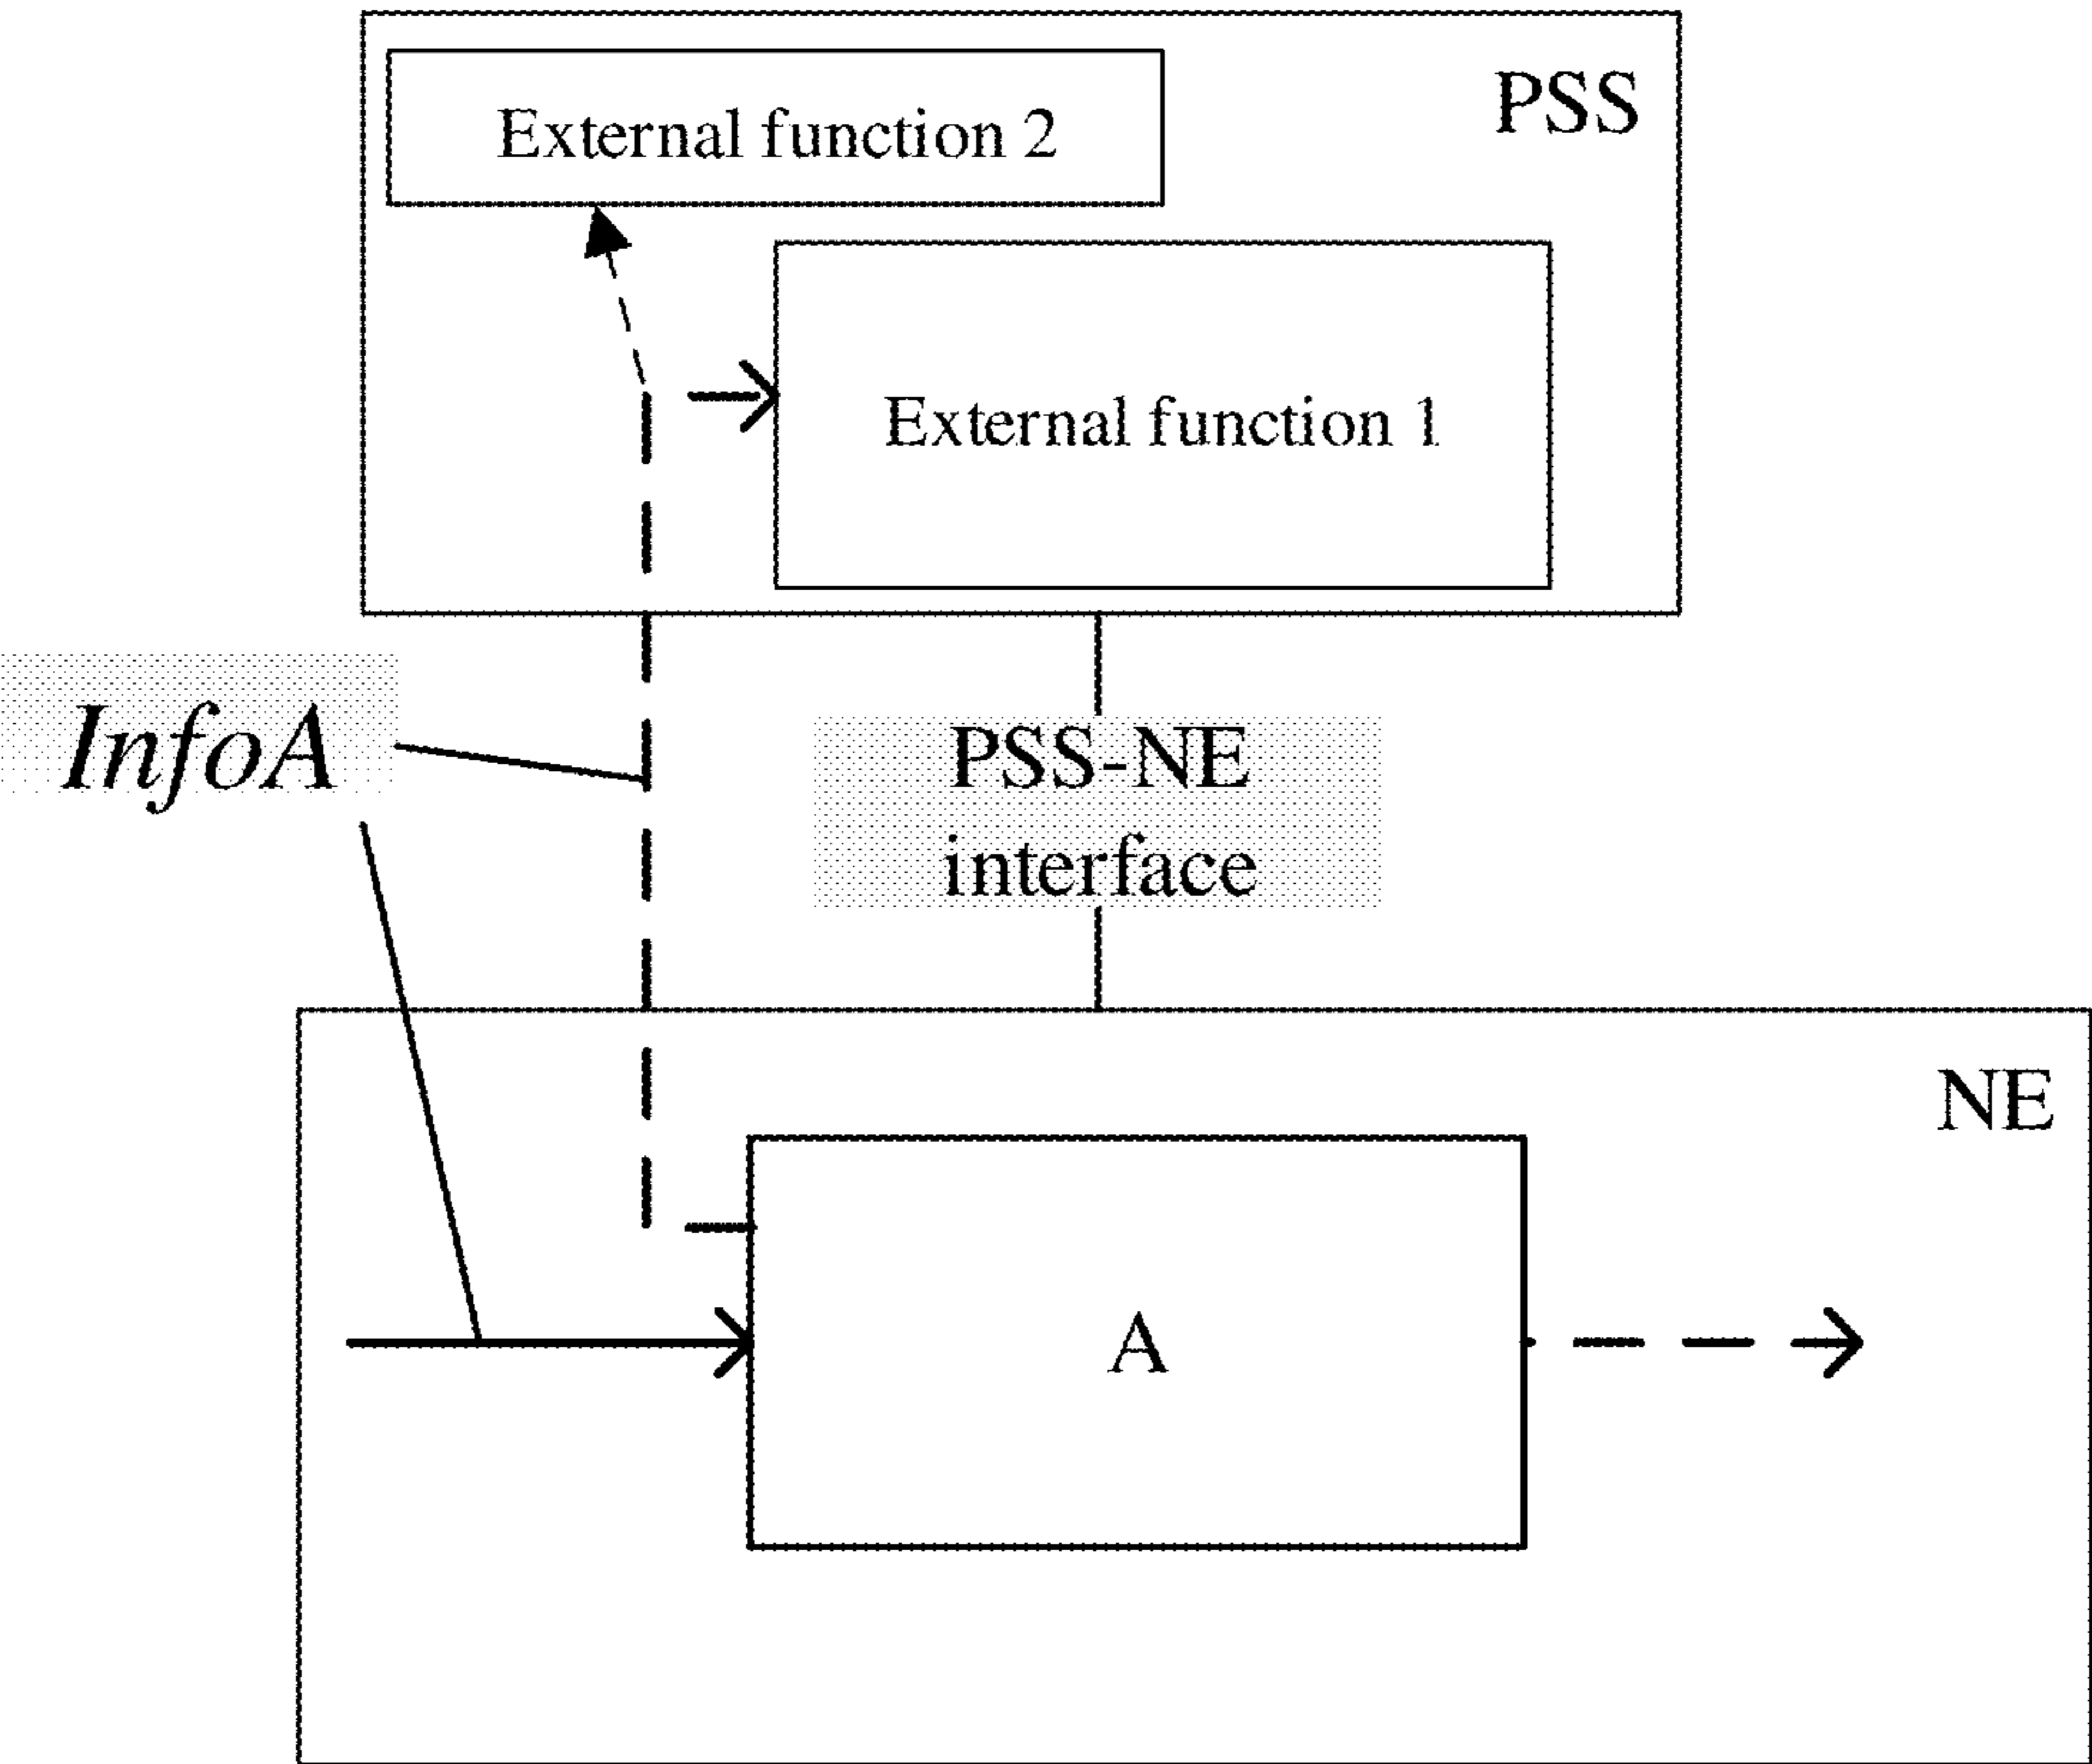 PSS
External function 2
External function 1
InfoA
PSS-NE
interface
NE
A